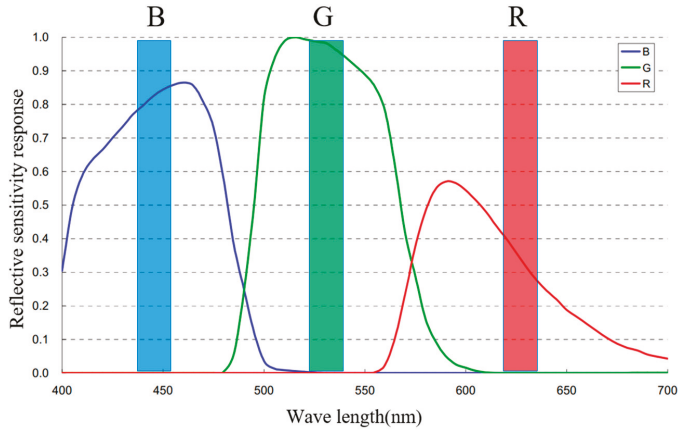 B G R
1.0
0.9
0.8
0.7
0.6
0.5
0.4
0.3
0.2
0.1
0.0
Reflective sensitivity response
B
G
R
400 450 500 550 600 650 700
Wave length(nm)